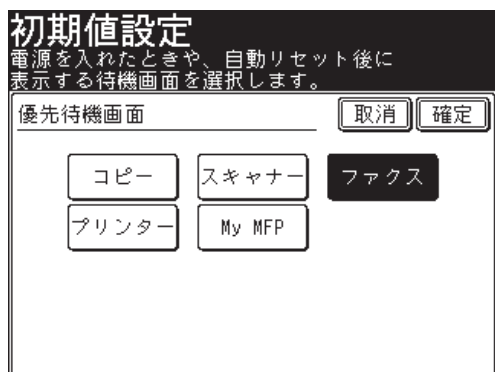 初期値設定
電源を入れたときや、自動リセット後に
表示する待機画面を選択します。
優先待機画面 取消 確定
コピー スキャナー ファクス
プリンター My MFP